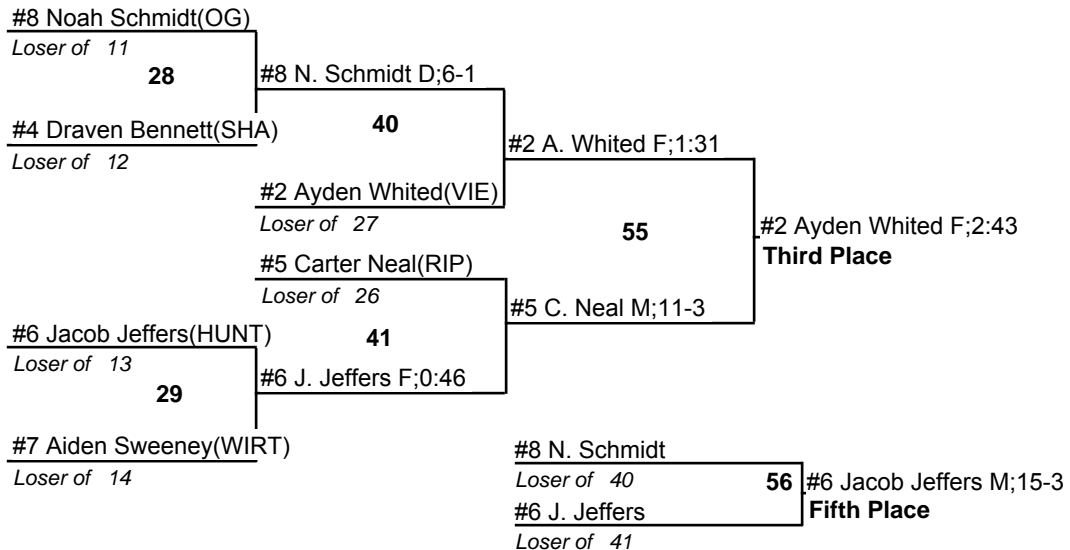 #8 Noah Schmidt(OG)
Loser of 11
28
#8 N. Schmidt D;6-1
#4 Draven Bennett(SHA)
Loser of 12
40
#2 A. Whited F;1:31
#2 Ayden Whited(VIE)
Loser of 27
55
#2 Ayden Whited F;2:43
Third Place
#5 Carter Neal(RIP)
Loser of 26
#5 C. Neal M;11-3
#6 Jacob Jeffers(HUNT)
Loser of 13
41
29
#6 J. Jeffers F;0:46
#7 Aiden Sweeney(WIRT)
Loser of 14
#8 N. Schmidt
Loser of 40
56
#6 Jacob Jeffers M;15-3
Fifth Place
#6 J. Jeffers
Loser of 41